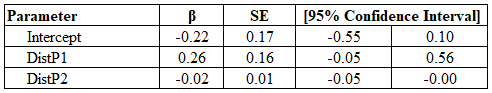 Parameter β SE [95% Confidence Interval]
Intercept -0.22 0.17 -0.55 0.10
DistP1 0.26 0.16 -0.05 0.56
DistP2 -0.02 0.01 -0.05 -0.00